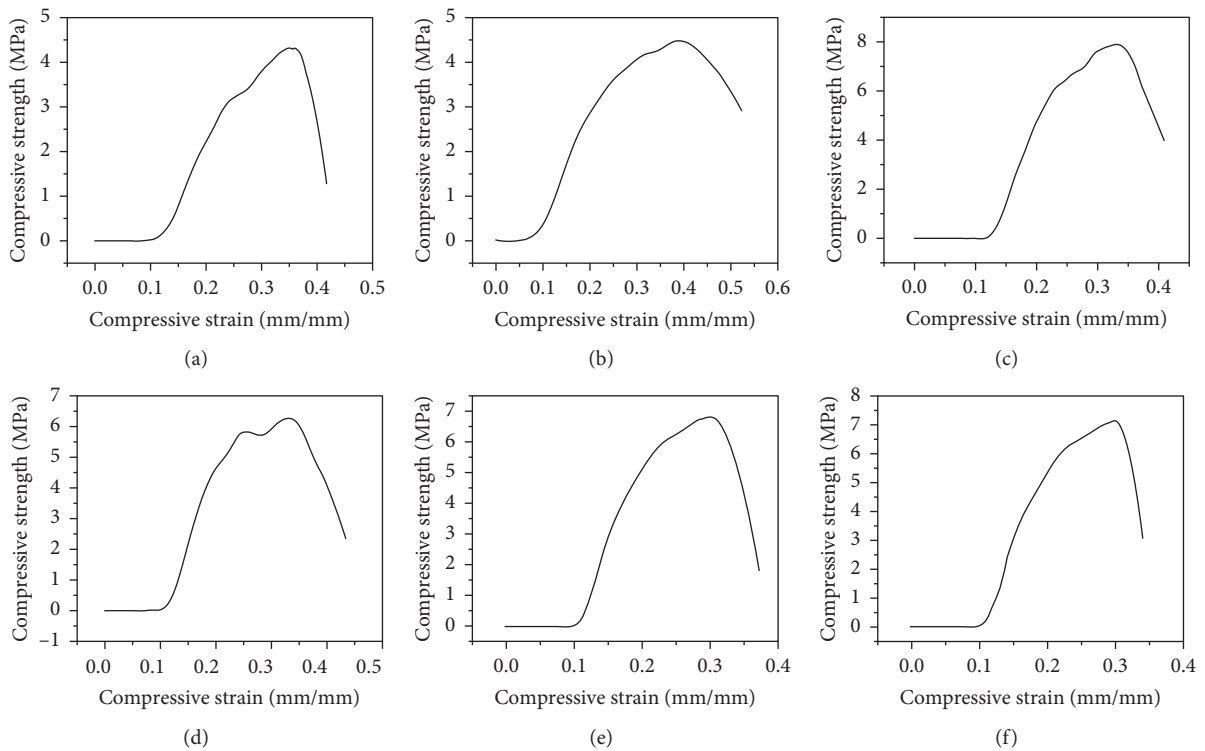 Compressive strength (MPa)
5
4
3
2
1
0
0.0 0.1 0.2 0.3 0.4 0.5
Compressive strain (mm/mm)
(a)
Compressive strength (MPa)
5
4
3
2
1
0
0.0 0.1 0.2 0.3 0.4 0.5 0.6
Compressive strain (mm/mm)
(b)
Compressive strength (MPa)
8
6
4
2
0
0.0 0.1 0.2 0.3 0.4
Compressive strain (mm/mm)
(c)
Compressive strength (MPa)
7
6
5
4
3
2
1
0
–1
0.0 0.1 0.2 0.3 0.4 0.5
Compressive strain (mm/mm)
(d)
Compressive strength (MPa)
7
6
5
4
3
2
1
0
0.0 0.1 0.2 0.3 0.4
Compressive strain (mm/mm)
(e)
Compressive strength (MPa)
8
7
6
5
4
3
2
1
0
0.0 0.1 0.2 0.3 0.4
Compressive strain (mm/mm)
(f)